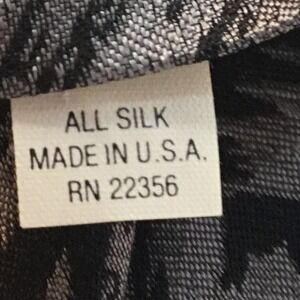 ALL SILK
MADE IN U.S.A.
RN 22356